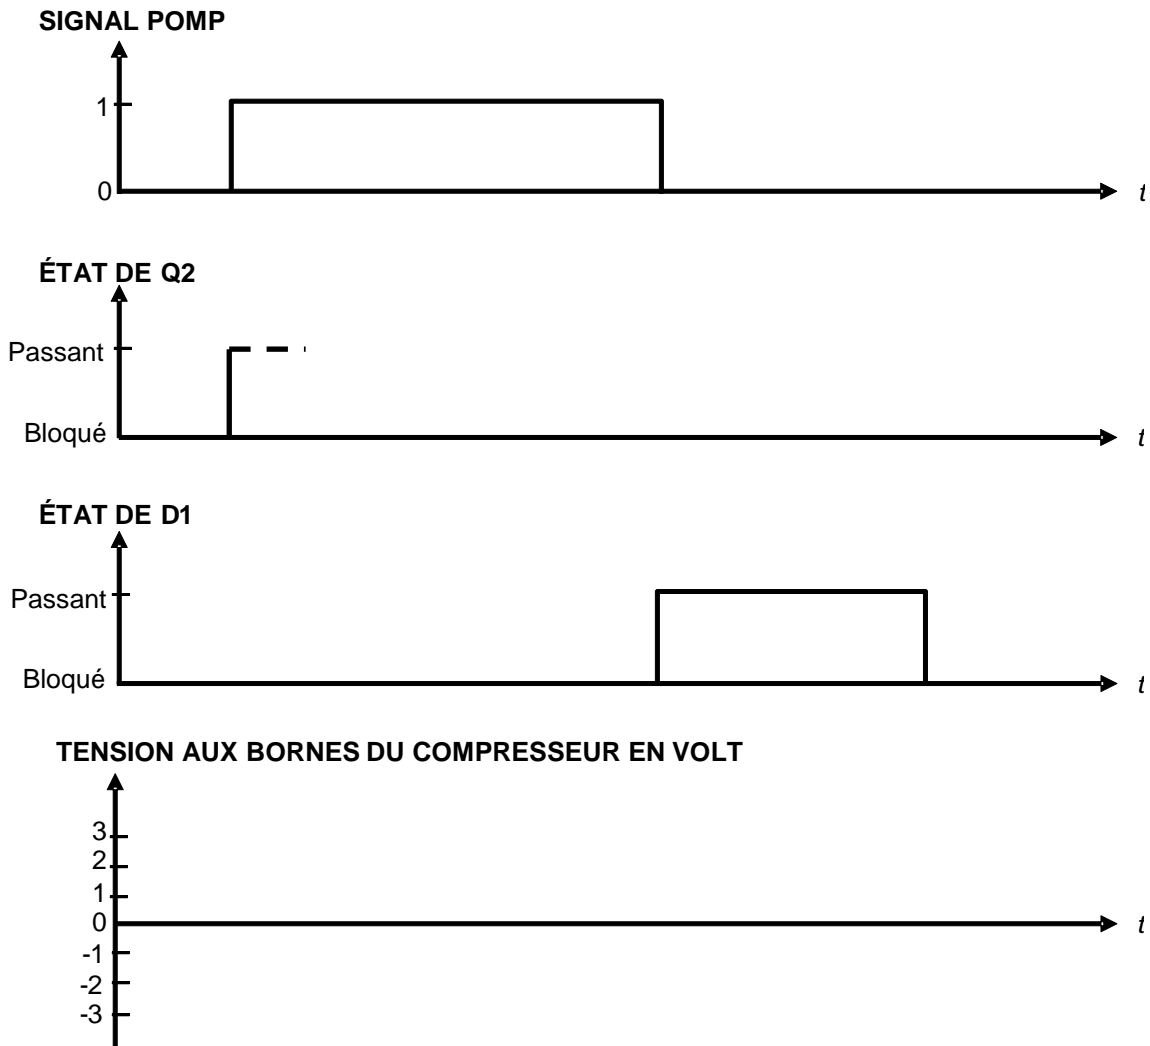 SIGNAL POMP
1
0
t
ÉTAT DE Q2
Passant
Bloqué
t
ÉTAT DE D1
Passant
Bloqué
t
TENSION AUX BORNES DU COMPRESSEUR EN VOLT
3
2
1
0
t
-1
-2
-3